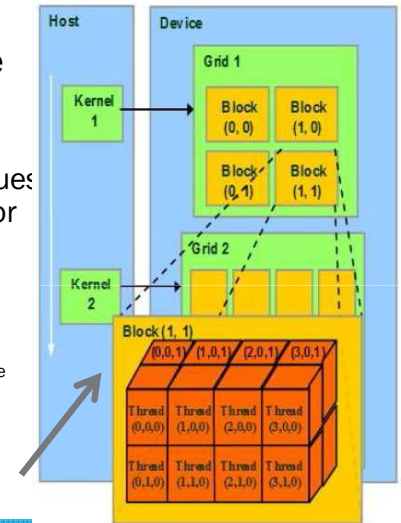 Host
Device
e
Grid 1
Kernel
1
Block
(0, 0)
Block
(1, 0)
ues
or
Block
(0, 1)
Block
(1, 1)
Grid 2
Kernel
2
Block (1, 1)
(0,0,1) (1,0,1) (2,0,1) (3,0,1)
e
Thread
(0,0,0)
Thread
(1,0,0)
Thread
(2,0,0)
Thread
(3,0,0)
Thread
(0,1,0)
Thread
(1,1,0)
Thread
(2,1,0)
Thread
(3,1,0)